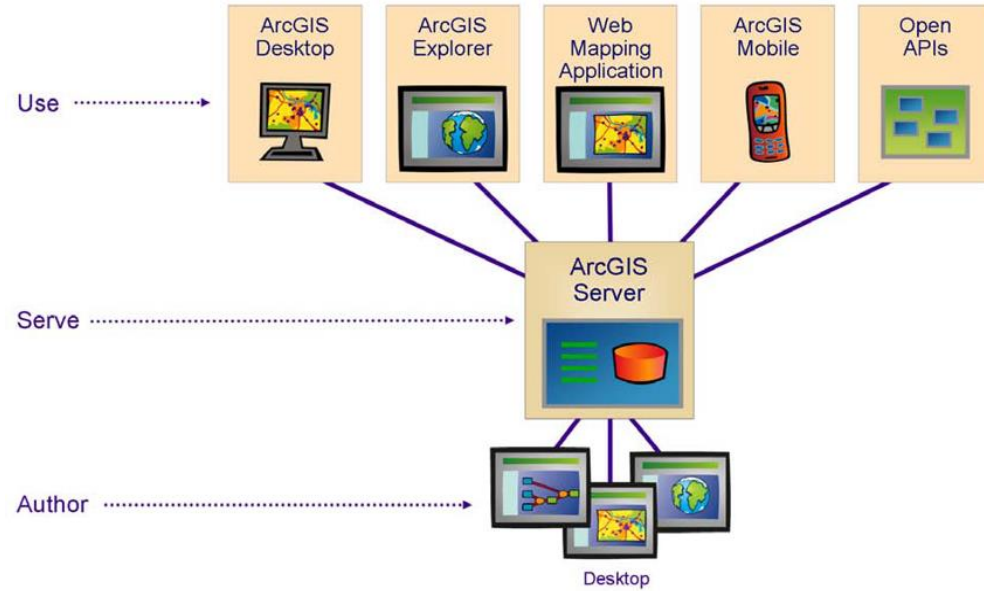 ArcGIS
Desktop
ArcGIS
Explorer
Web
Mapping
Application
ArcGIS
Mobile
Open
APIs
Use
ArcGIS
Server
Serve
Author
Desktop